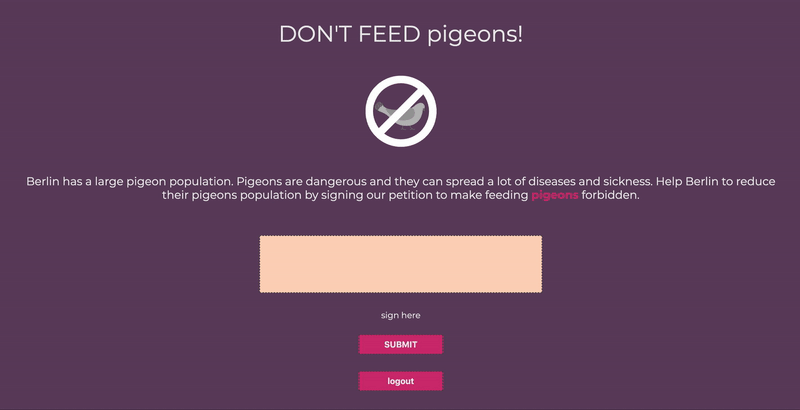 DON'T FEED pigeons!
Berlin has a large pigeon population. Pigeons are dangerous and they can spread a lot of diseases and sickness. Help Berlin to reduce
their pigeons population by signing our petition to make feeding pigeons forbidden.
sign here
SUBMIT
logout